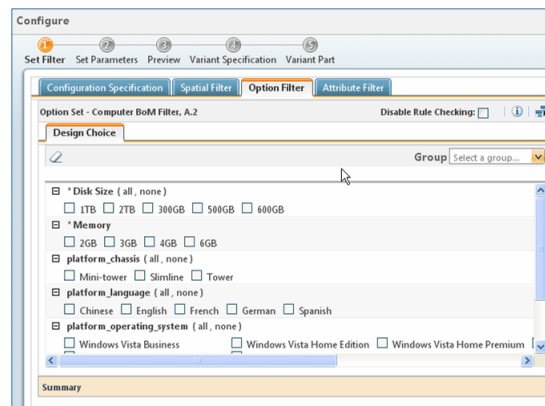 Configure
1 2 3 4 5
Set Filter Set Parameters Preview Variant Specification Variant Part
Configuration Specification Spatial Filter Option Filter Attribute Filter
Option Set - Computer BoM Filter, A.2 Disable Rule Checking:
Design Choice
Group Select a group...
* Disk Size ( all , none )
1TB 2TB 300GB 500GB 600GB
* Memory
2GB 3GB 4GB 6GB
platform_chassis ( all , none )
Mini-tower Slimline Tower
platform_language ( all , none )
Chinese English French German Spanish
platform_operating_system ( all , none )
Windows Vista Business Windows Vista Home Edition Windows Vista Home Premium
Summary